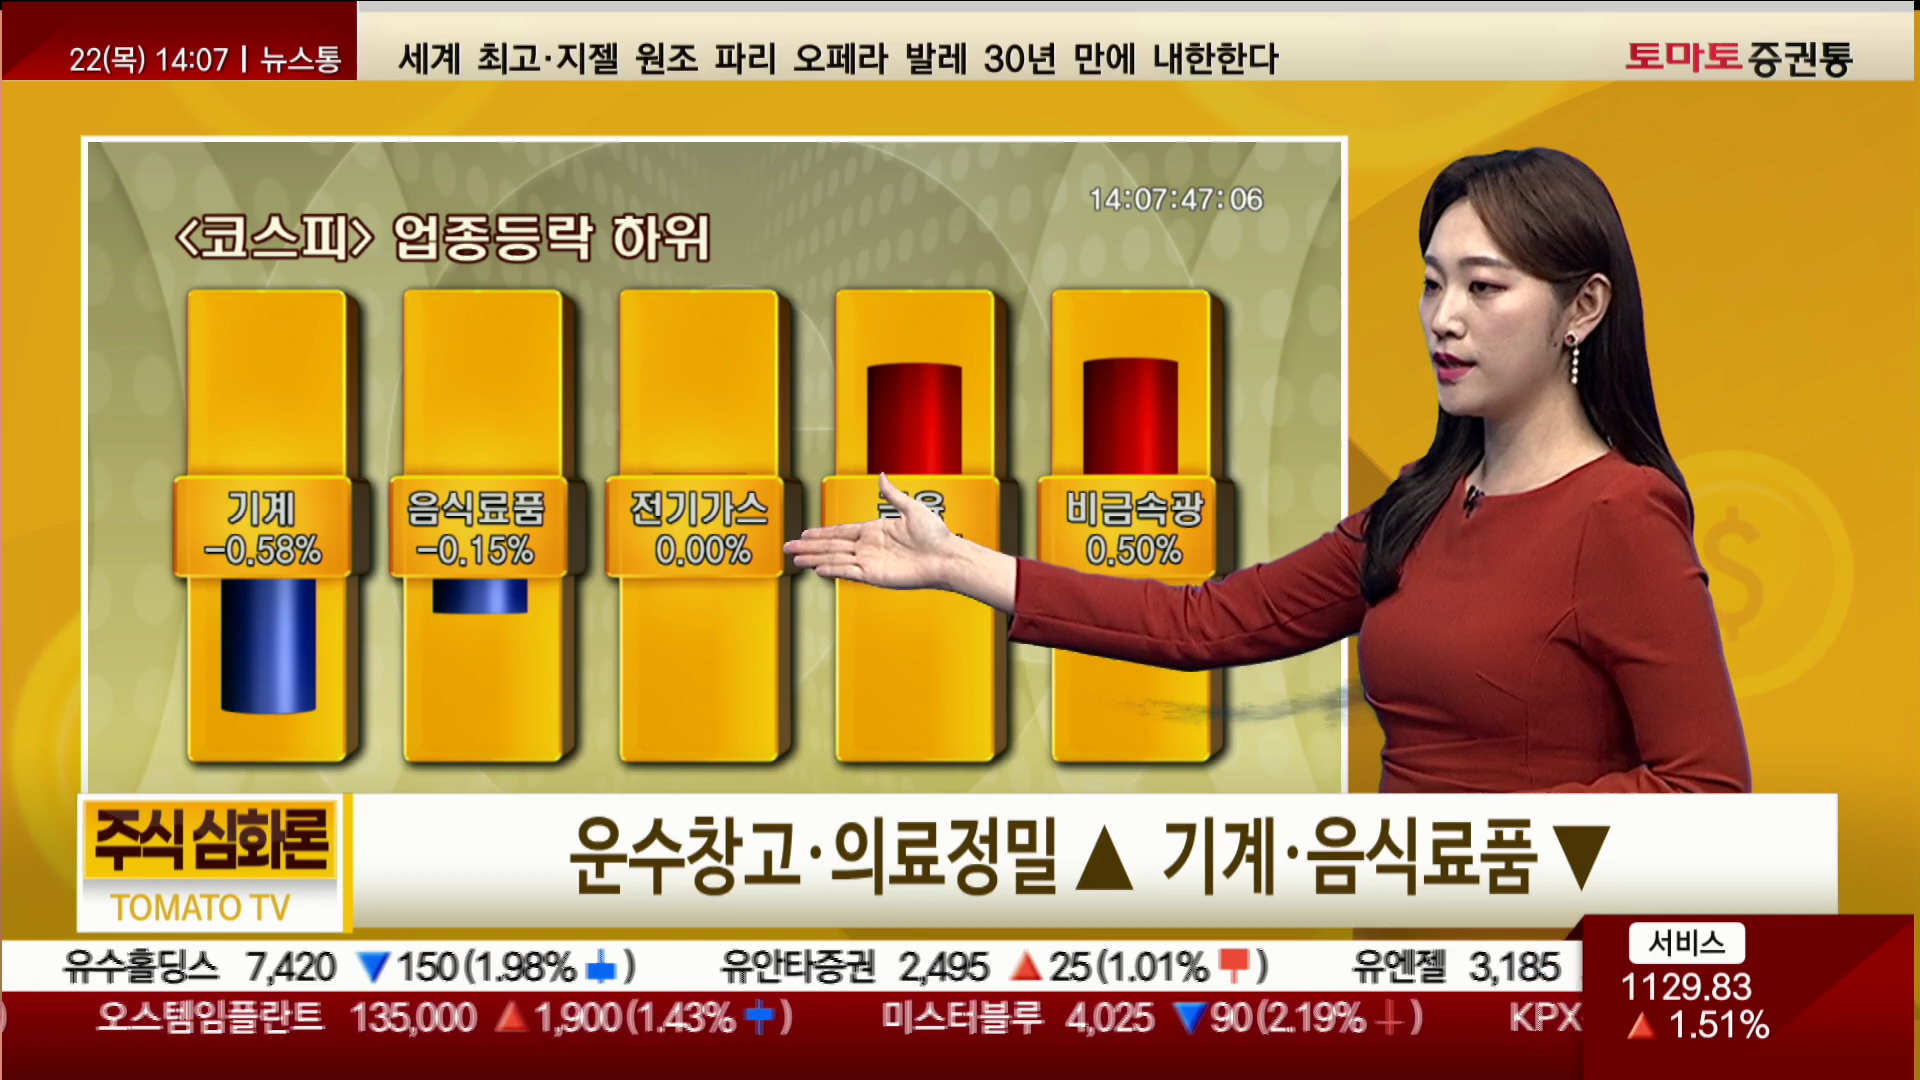 22(목) 14:07 | 뉴스통
세계 최고·지젤 원조 파리 오페라 발레 30년 만에 내한한다
토마토증권통
14:07:47:06
<코스피> 업종등락 하위
기계
-0.58%
음식료품
-0.15%
전기가스
0.00%
비금속광
0.50%
주식 심화론
TOMATO TV
운수창고·의료정밀▲ 기계·음식료품▼
유수홀딩스 7,420 ▼150(1.98% ) 유안타증권 2,495 ▲25(1.01% ) 유엔젤 3,185
) 오스템임플란트 135,000 ▲1,900(1.43% ) 미스터블루 4,025 ▼90(2.19% ) KPX
서비스
1129.83
▲ 1.51%